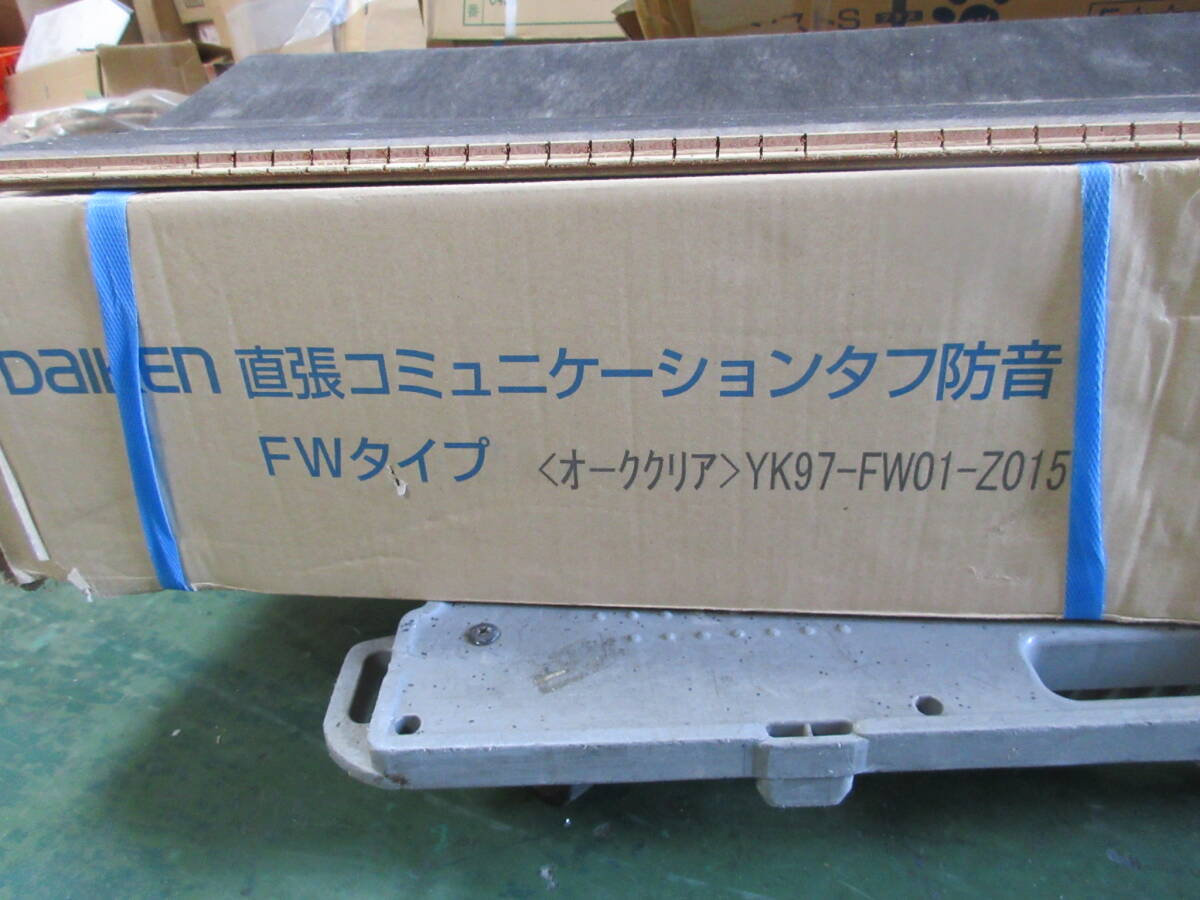 DAIKEN 直張コミュニケーションタフ防音
FWタイプ <オーククリア>YK97-FW01-Z015